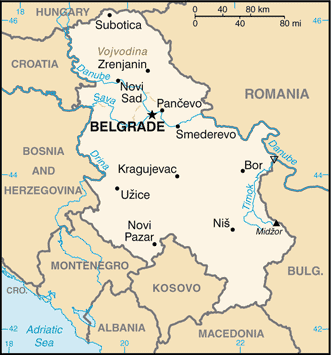 0 40 80 km
0 40 80 mi
HUNGARY
Subotica
46
46
CROATIA
Vojvodina
Zrenjanin
Danube
Novi
Sad
Sava
Pančevo
ROMANIA
BELGRADE
Smederevo
Danube
BOSNIA
AND
HERZEGOVINA
Drina
Kragujevac
Bor
44
44
Užice
Timok
Novi
Pazar
Niš
Midžor
MONTENEGRO
BULG.
CRO.
KOSOVO
42
42
Adriatic
Sea
ALBANIA
MACEDONIA
20
22